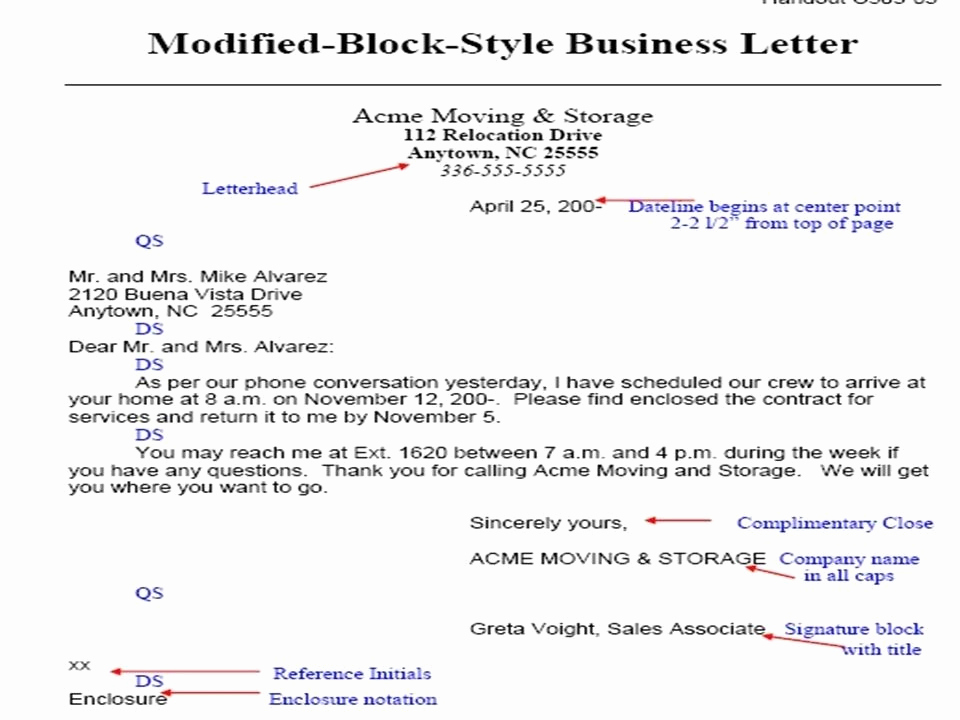 Modified-Block-Style Business Letter
Acme Moving & Storage
112 Relocation Drive
Anytown, NC 25555
336-555-5555
Letterhead
April 25, 200- Dateline begins at center point
2-2 1/2” from top of page
QS
Mr. and Mrs. Mike Alvarez
2120 Buena Vista Drive
Anytown, NC 25555
DS
Dear Mr. and Mrs. Alvarez:
DS
As per our phone conversation yesterday, I have scheduled our crew to arrive at
your home at 8 a.m. on November 12, 200-. Please find enclosed the contract for
services and return it to me by November 5.
DS
You may reach me at Ext. 1620 between 7 a.m. and 4 p.m. during the week if
you have any questions. Thank you for calling Acme Moving and Storage. We will get
you where you want to go.
Sincerely yours, Complimentary Close
ACME MOVING & STORAGE Company name
in all caps
QS
Greta Voight, Sales Associate Signature block
with title
xx
Reference Initials
DS
Enclosure Enclosure notation